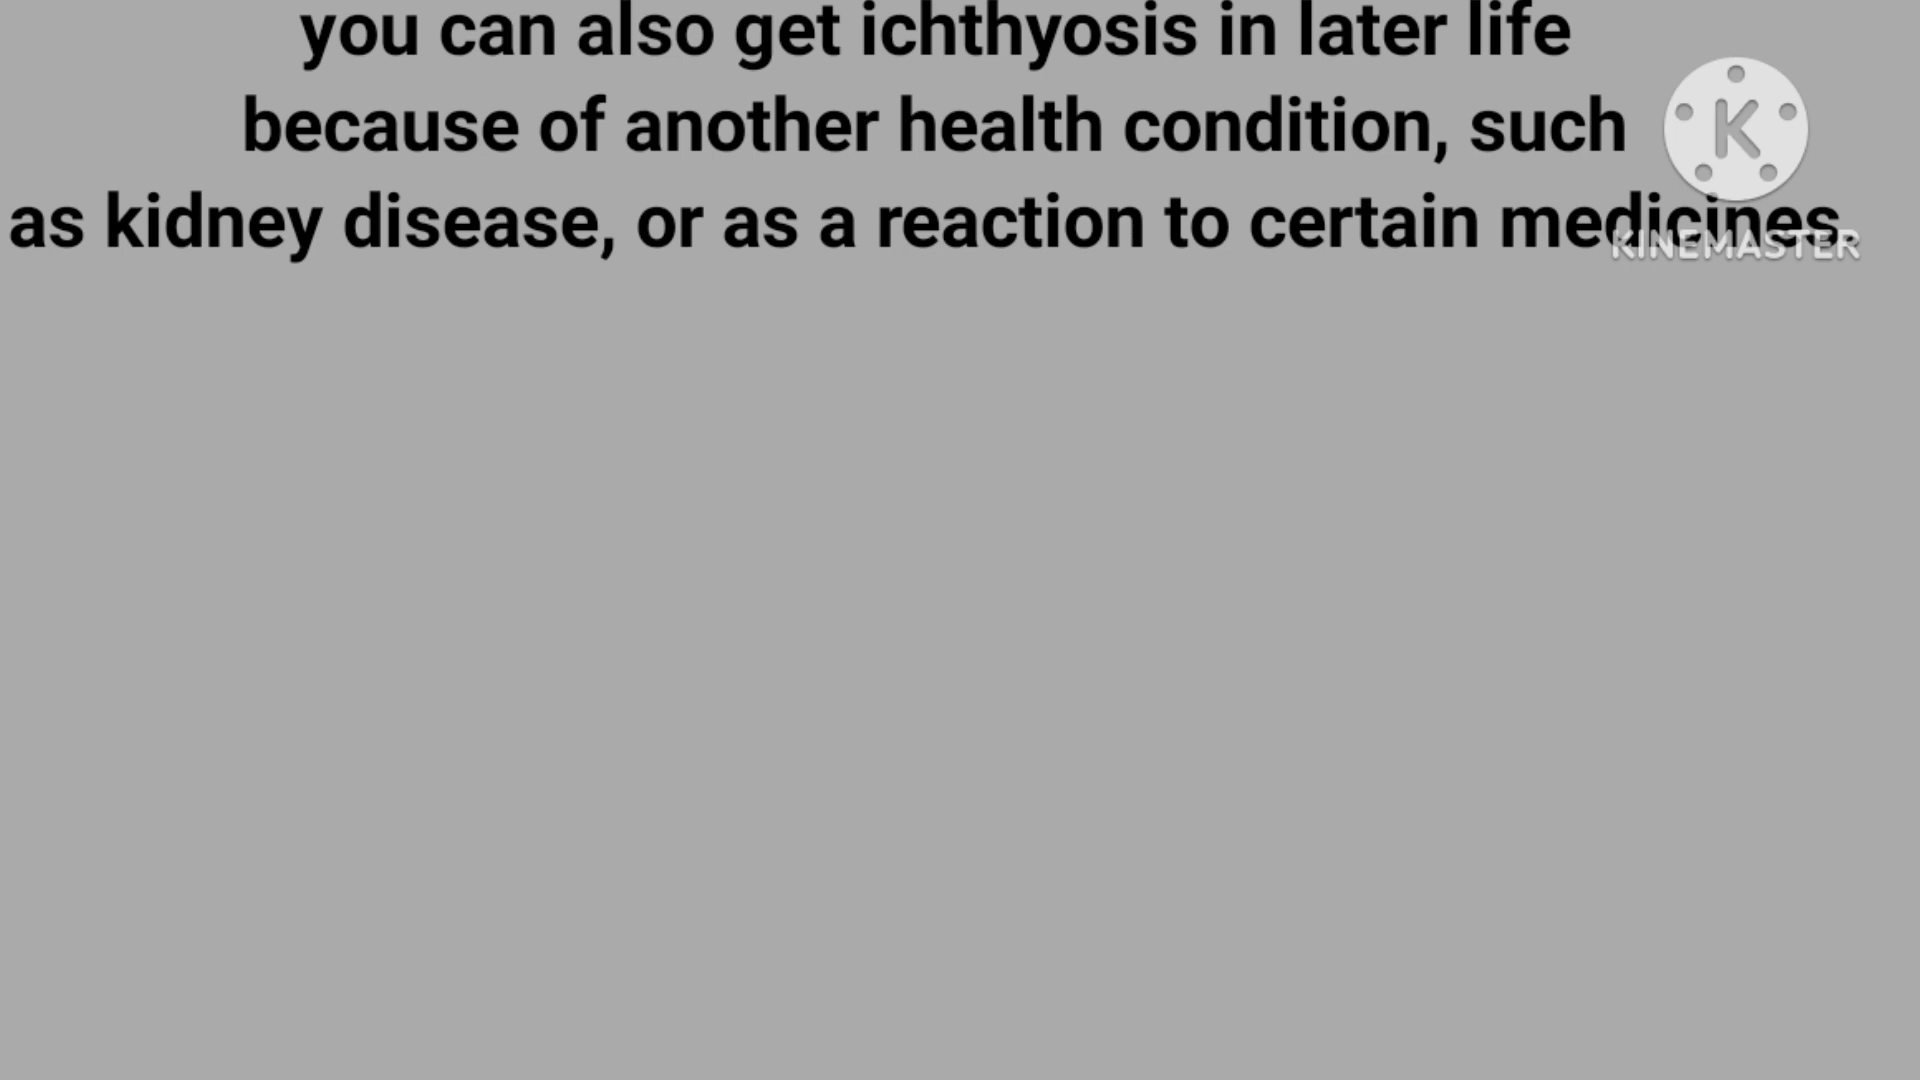 you can also get ichthyosis in later life
because of another health condition, such
K
as kidney disease, or as a reaction to certain medicines.
KINEMASTER